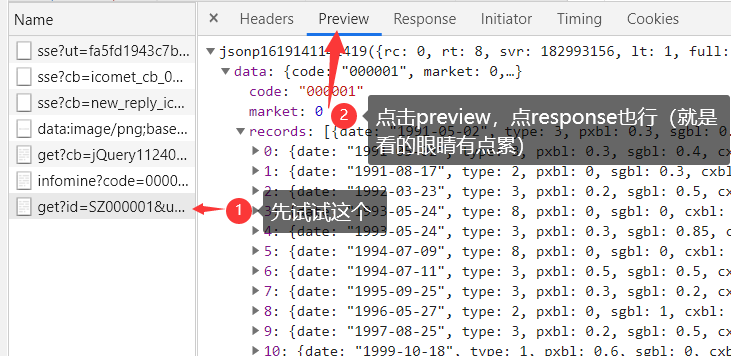 Name
× Headers Preview Response Initiator Timing Cookies
sse?ut=fa5fd1943c7b...
sse?cb=icomet_cb_0...
sse?cb=new_reply_ic...
data:image/png;base...
get?cb=jQuery11240...
infomine?code=0000...
get?id=SZ000001&u...
1 先试试这个
2 点击preview，点response也行（就是
看的眼睛有点累）
▼jsonp1619141141419({rc: 0, rt: 8, svr: 182993156, lt: 1, full:
▼data: {code: "000001", market: 0,…}
code: "000001"
market: 0
▼records: [{date: "1991-05-02", type: 3, pxbl: 0.3, sgbl: 0.
▶0: {date: pxbl: 0.3, sgbl: 0.4, cx
▶1: {date: "1991-08-17", type: 2, pxbl: 0, sgbl: 0.3, cxbl:
▶2: {date: "1992-03-23", type: 3, pxbl: 0.2, sgbl: 0.5, cxb
3: {date: "1993-05-24", type: 8, pxbl: 0, sgbl: 0, cxbl:
▶4: {date: "1993-05-24", type: 3, pxbl: 0.3, sgbl: 0.85, cx
▶5: {date: "1994-07-09", type: 8, pxbl: 0, sgbl: 0, cxbl:
▶6: {date: "1994-07-11", type: 3, pxbl: 0.5, sgbl: 0.5, cxb
▶7: {date: "1995-09-25", type: 3, pxbl: 0.3, sgbl: 0.2, cxb
▶8: {date: "1996-05-27", type: 2, pxbl: 0, sgbl: 1, cxbl: 0
▶9: {date: "1997-08-25", type: 3, pxbl: 0.2, sgbl: 0.5, cxb
▶10: {date: "1999-10-18", type: 1, pxbl: 0.6, sgbl: 0, cxb